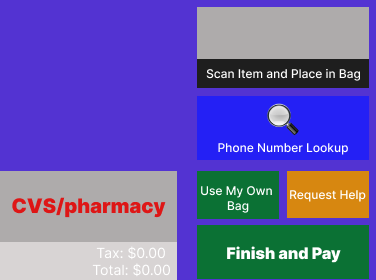 Scan Item and Place in Bag
Phone Number Lookup
CVS/pharmacy
Use My Own
Bag
Request Help
Tax: $0.00
Total: $0.00
Finish and Pay